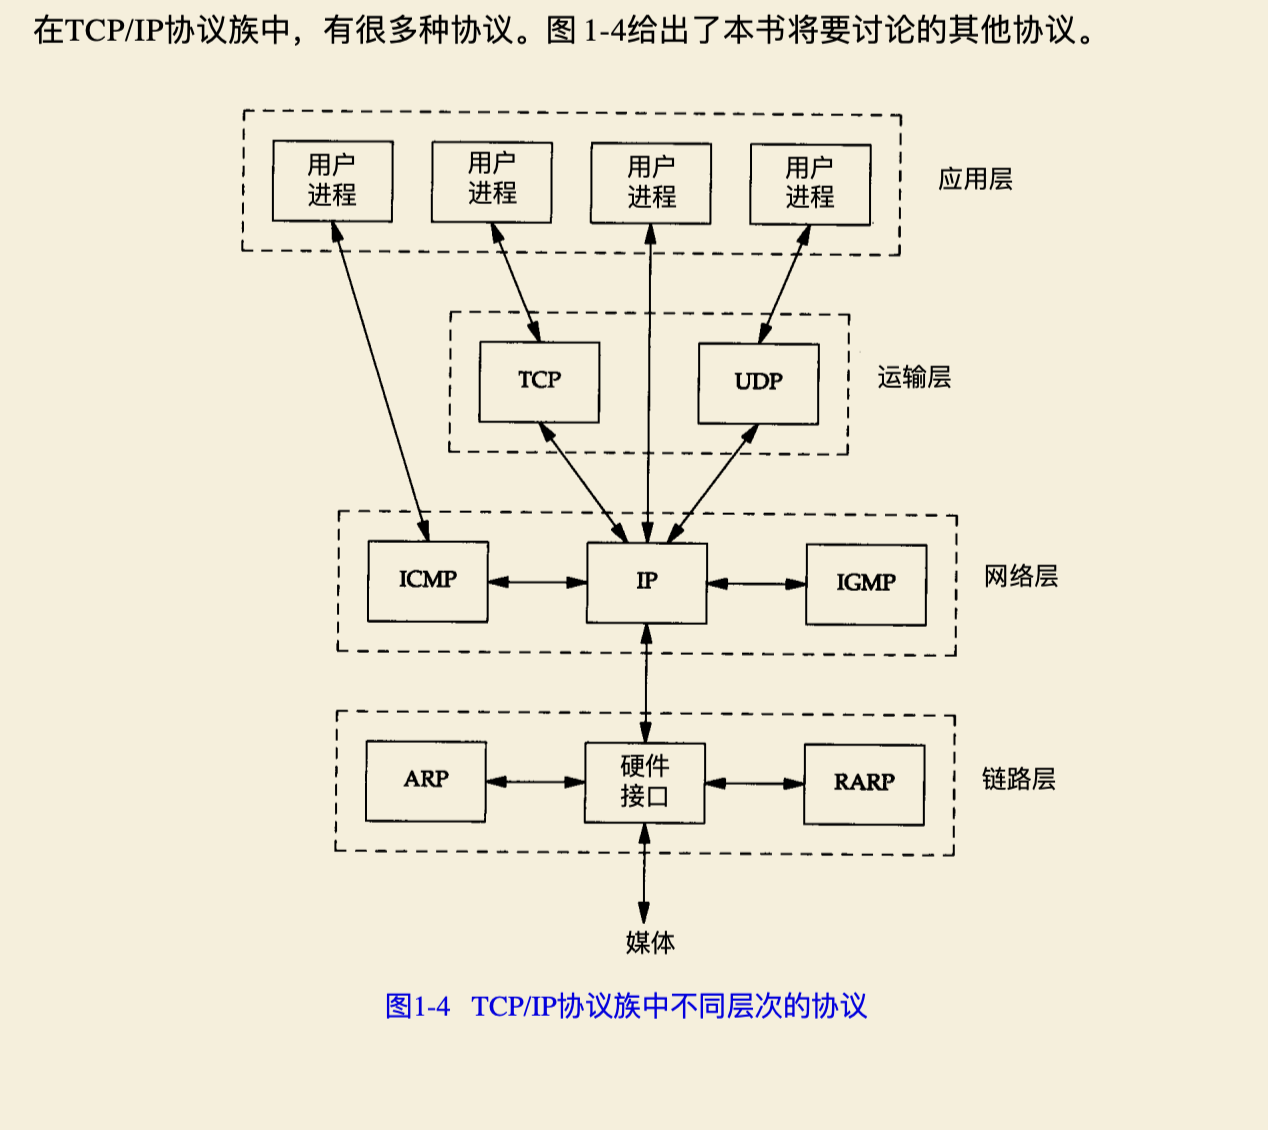 在TCP/IP协议族中，有很多种协议。图1-4给出了本书将要讨论的其他协议。
用户
进程
用户
进程
用户
进程
用户
进程
应用层
TCP
UDP
运输层
ICMP
IP
IGMP
网络层
ARP
硬件
接口
RARP
链路层
媒体
图1-4 TCP/IP协议族中不同层次的协议